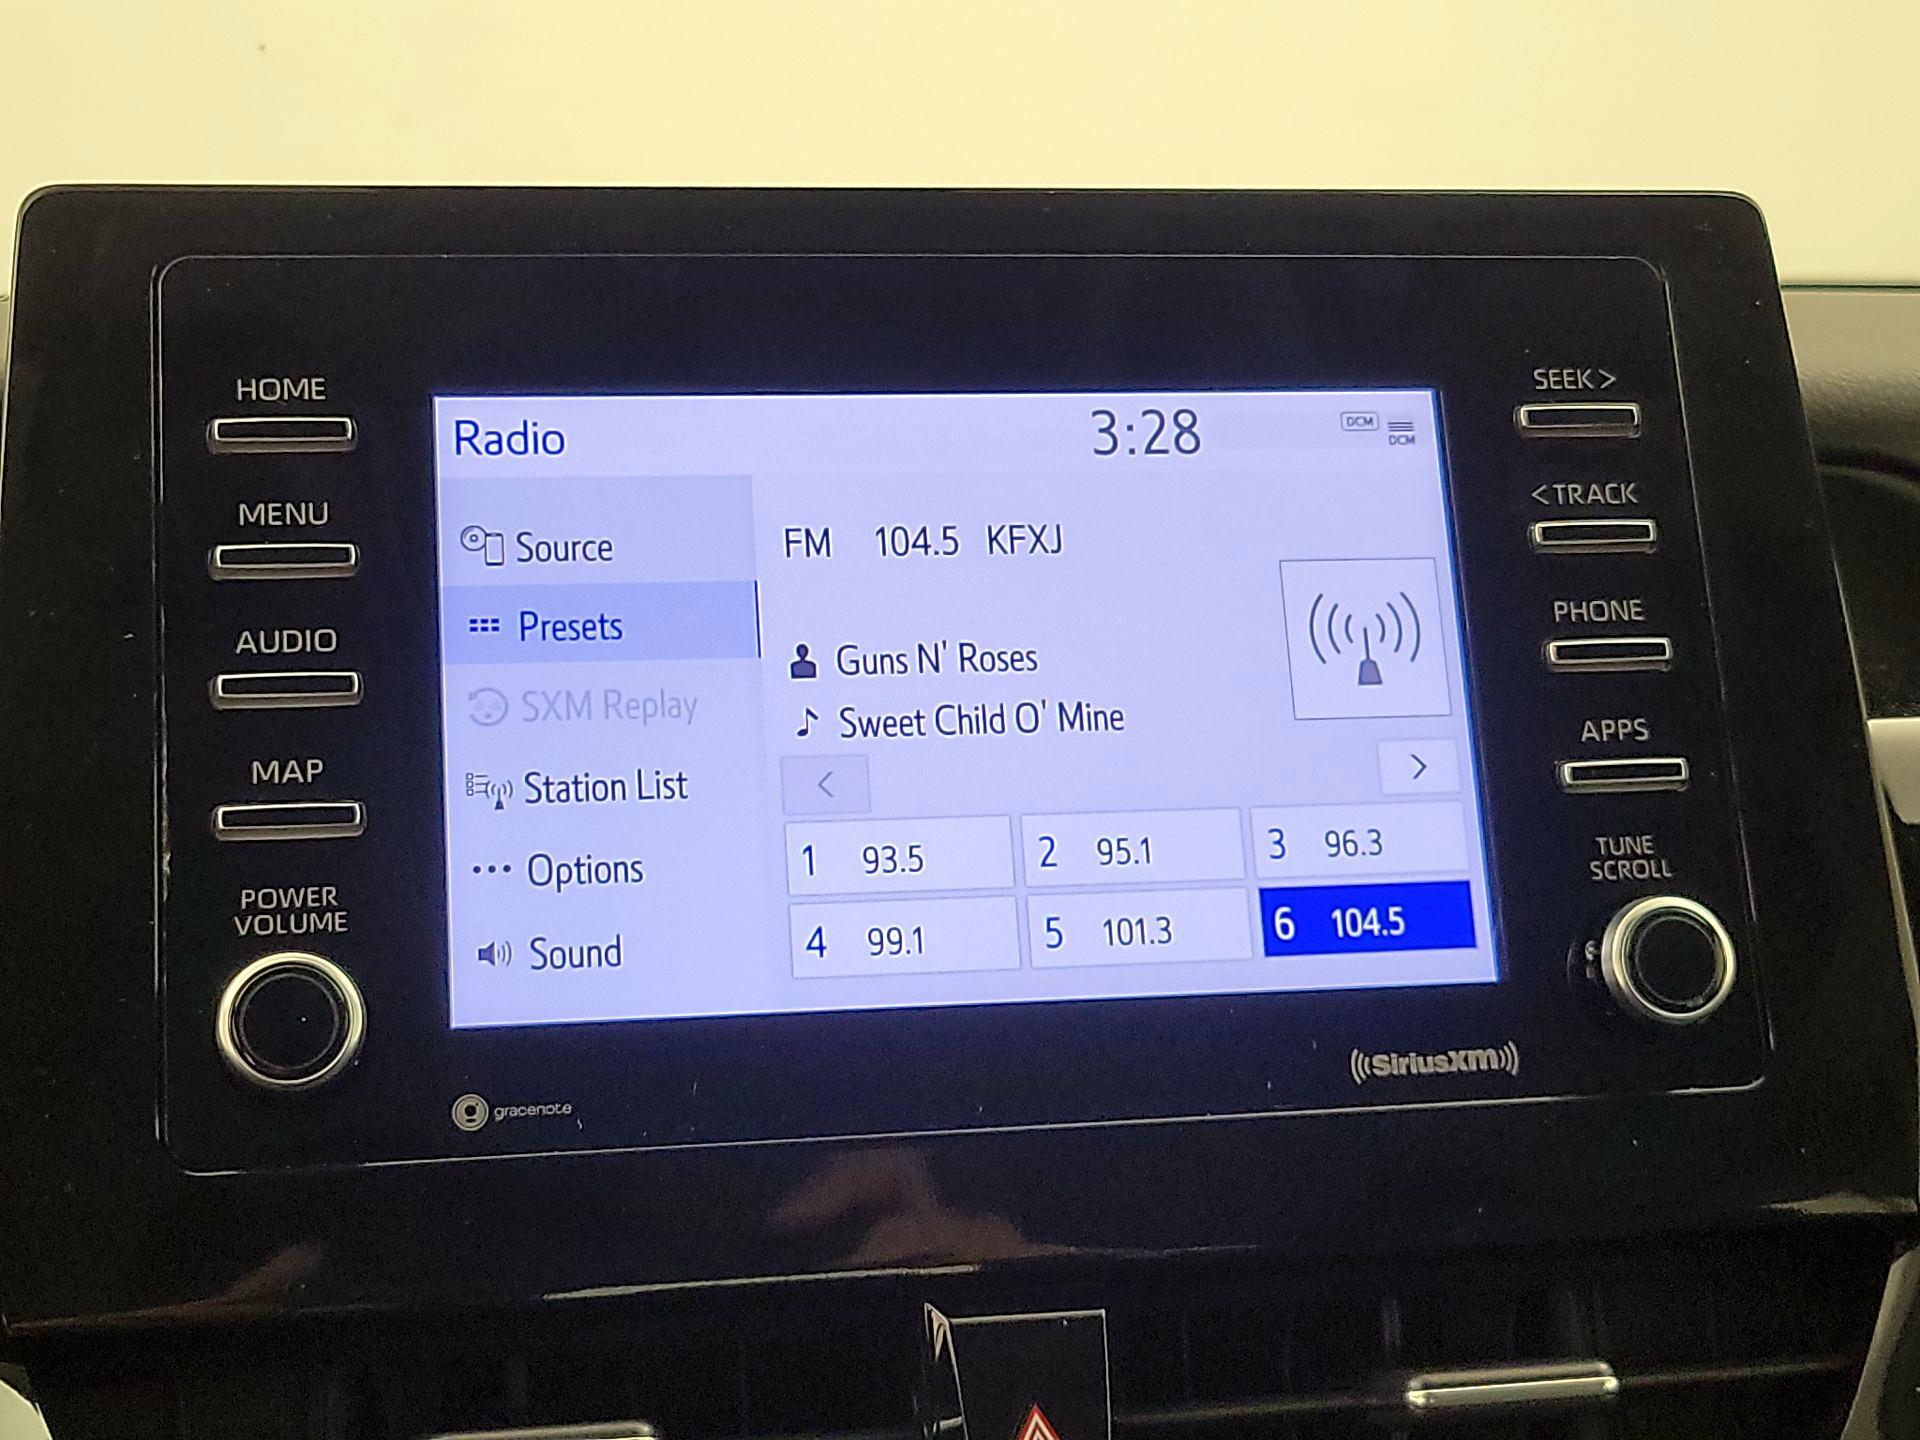 HOME
MENU
AUDIO
MAP
POWER
VOLUME
Radio
3:28
DCM
DCM
Source
Presets
SXM Replay
Station List
Options
Sound
FM 104.5 KFXJ
Guns N' Roses
Sweet Child O' Mine
<
>
1 93.5
2 95.1
3 96.3
4 99.1
5 101.3
6 104.5
SEEK >
< TRACK
PHONE
APPS
TUNE
SCROLL
gracenote
SiriusXM